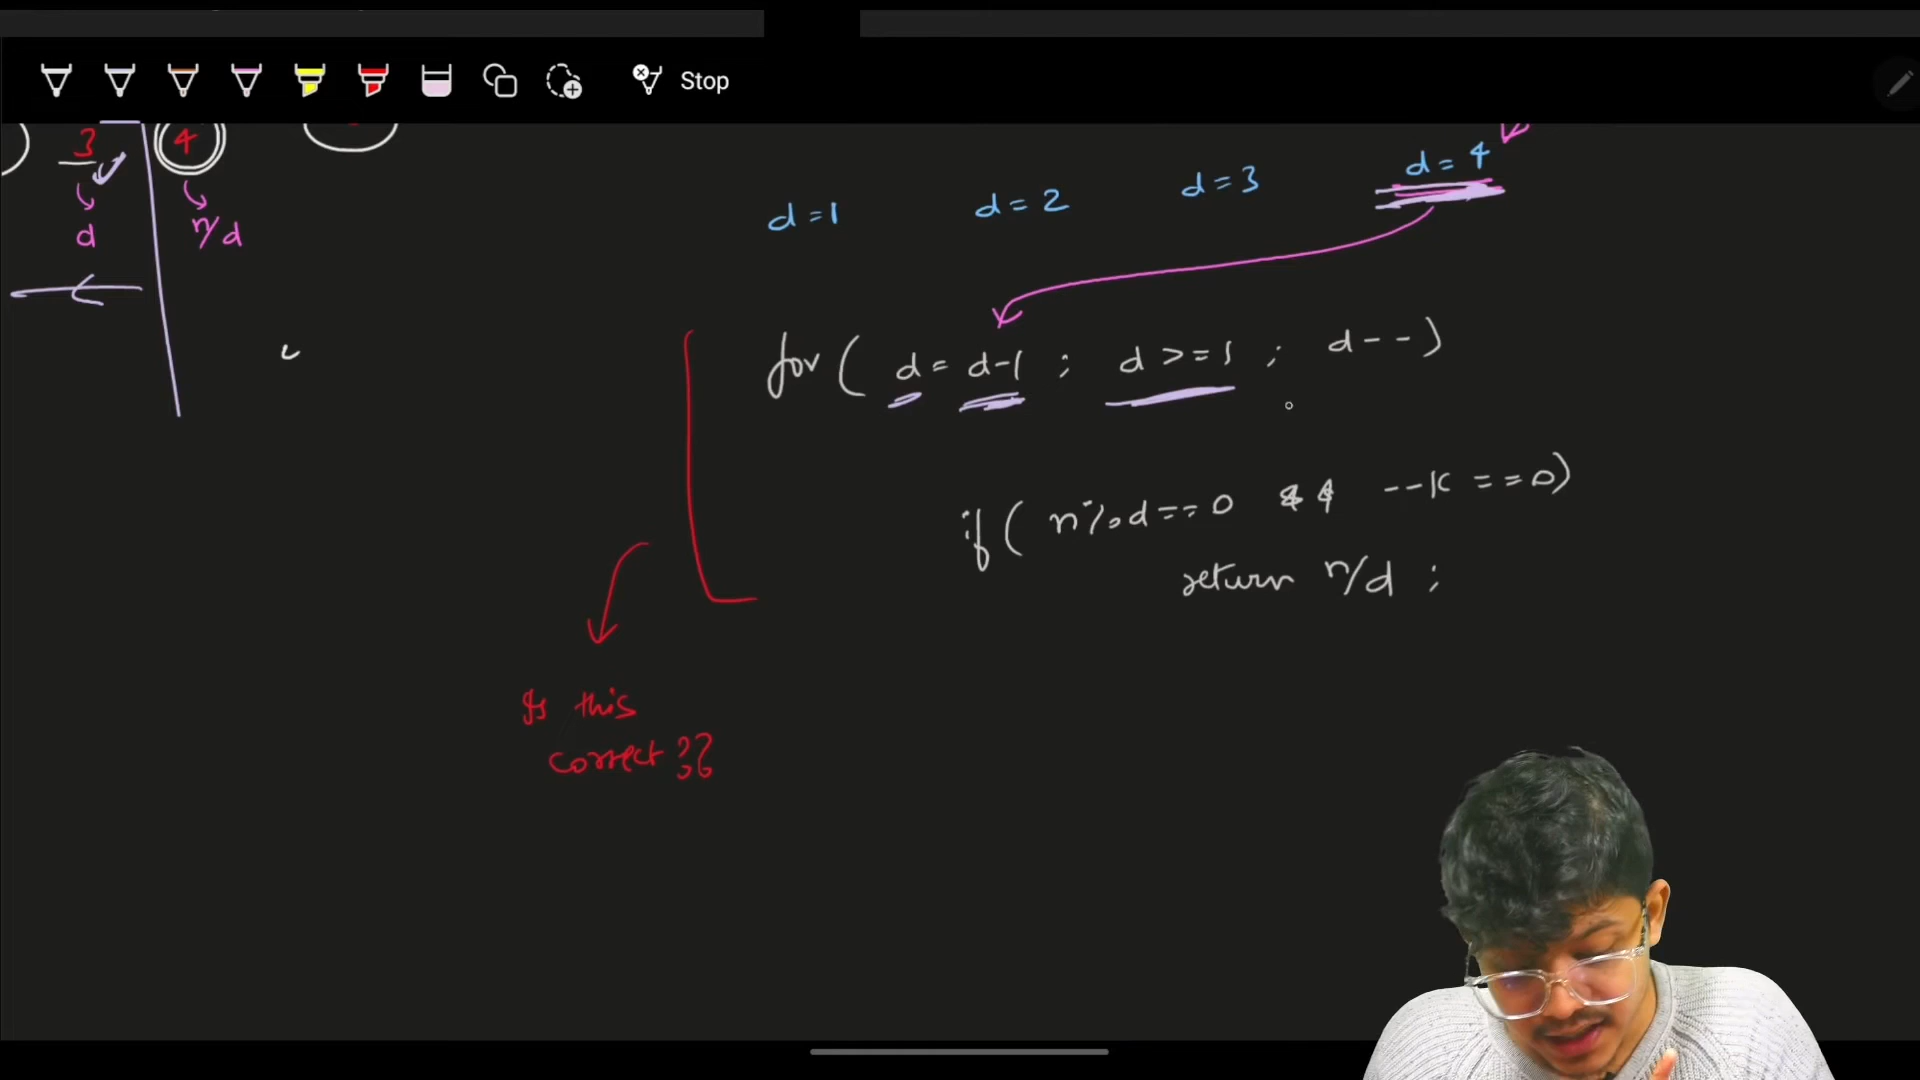 Stop
3 4
d n/d
d=1 d=2 d=3 d=4
for ( d = d-1 ; d >= 1 ; d-- )
if ( n%d==0 && --K ==0)
return n/d ;
Is this
correct ??